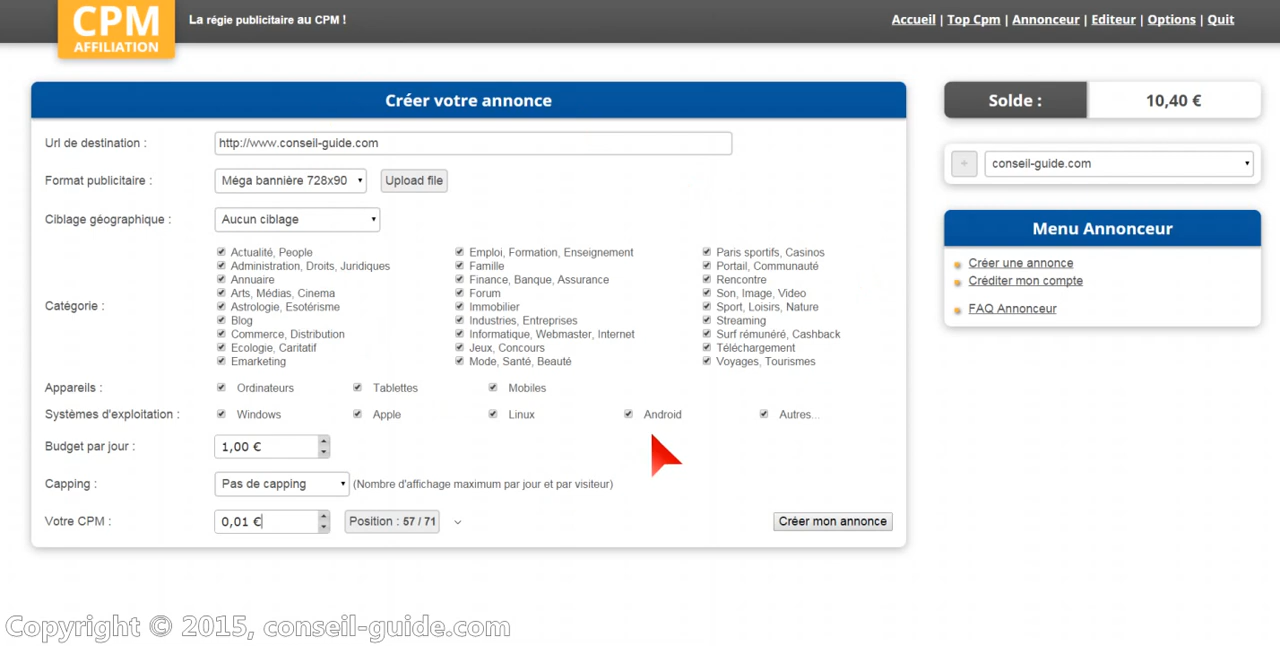 CPM
AFFILIATION
La régie publicitaire au CPM !
Accueil | Top Cpm | Annonceur | Editeur | Options | Quit
Créer votre annonce
Url de destination :
http://www.conseil-guide.com
Format publicitaire :
Méga bannière 728x90
Upload file
Ciblage géographique :
Aucun ciblage
Catégorie :
Actualité, People
Administration, Droits, Juridiques
Annuaire
Arts, Médias, Cinema
Astrologie, Esotérisme
Blog
Commerce, Distribution
Ecologie, Caritatif
Emarketing
Emploi, Formation, Enseignement
Famille
Finance, Banque, Assurance
Forum
Immobilier
Industries, Entreprises
Informatique, Webmaster, Internet
Jeux, Concours
Mode, Santé, Beauté
Paris sportifs, Casinos
Portail, Communauté
Rencontre
Son, Image, Video
Sport, Loisirs, Nature
Streaming
Surf rémunéré, Cashback
Téléchargement
Voyages, Tourismes
Appareils :
Ordinateurs
Tablettes
Mobiles
Systèmes d'exploitation :
Windows
Apple
Linux
Android
Autres...
Budget par jour :
1,00 €
Capping :
Pas de capping
(Nombre d'affichage maximum par jour et par visiteur)
Votre CPM :
0,01 €
Position : 57 / 71
Créer mon annonce
Solde :
10,40 €
+
conseil-guide.com
Menu Annonceur
Créer une annonce
Créditer mon compte
FAQ Annonceur
Copyright © 2015, conseil-guide.com